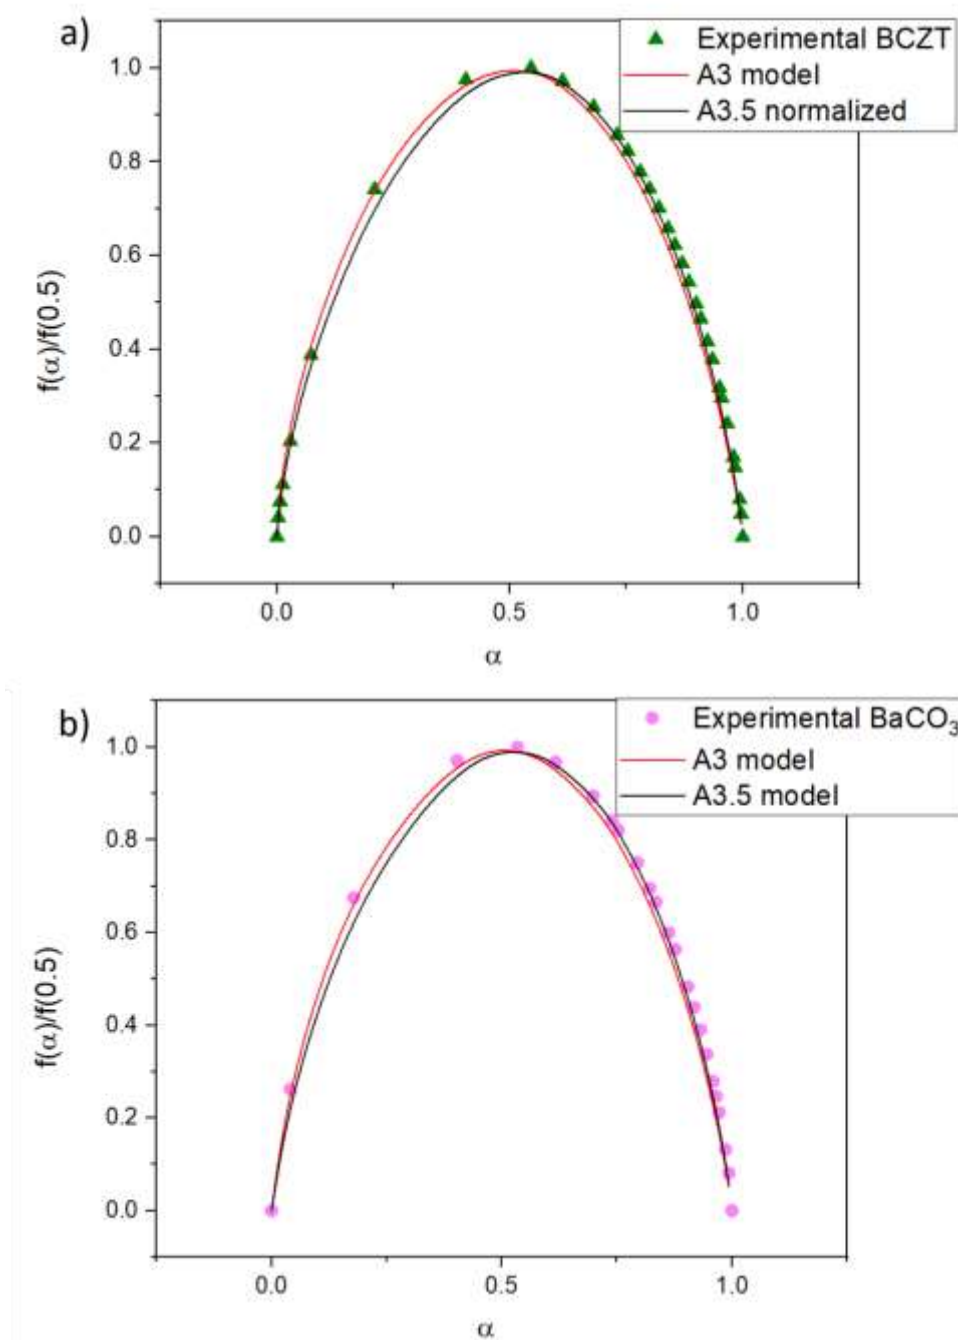 a)
Experimental BCZT
A3 model
A3.5 normalized
1.0
0.8
0.6
0.4
0.2
0.0
f(α)/f(0.5)
0.0 0.5 1.0
α
b)
Experimental BaCO₃
A3 model
A3.5 model
1.0
0.8
0.6
0.4
0.2
0.0
f(α)/f(0.5)
0.0 0.5 1.0
α